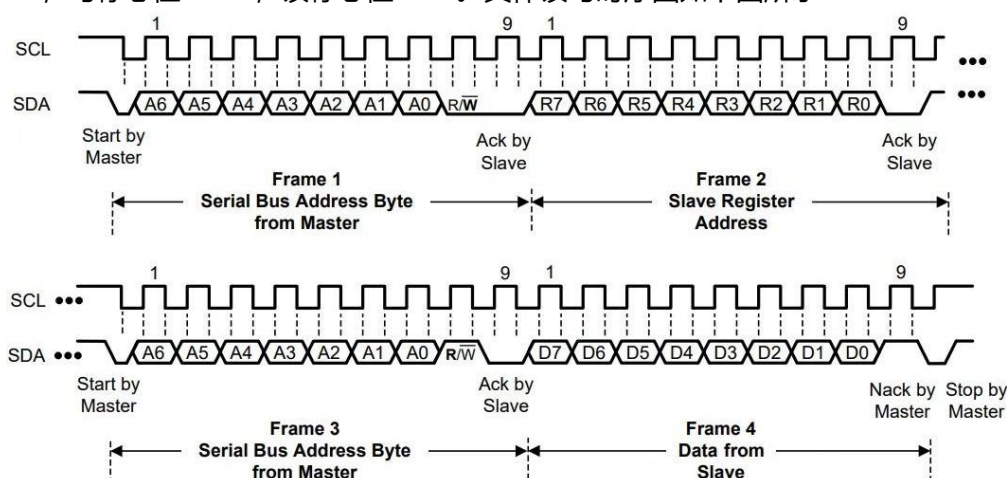 1 9 1 9
SCL
SDA A6 A5 A4 A3 A2 A1 A0 R/W R7 R6 R5 R4 R3 R2 R1 R0
Start by Master
Ack by Slave
Ack by Slave
Frame 1
Serial Bus Address Byte
from Master
Frame 2
Slave Register
Address
1 9 1 9
SCL
SDA A6 A5 A4 A3 A2 A1 A0 R/W D7 D6 D5 D4 D3 D2 D1 D0
Start by Master
Ack by Slave
Nack by Master
Stop by Master
Frame 3
Serial Bus Address Byte
from Master
Frame 4
Data from
Slave